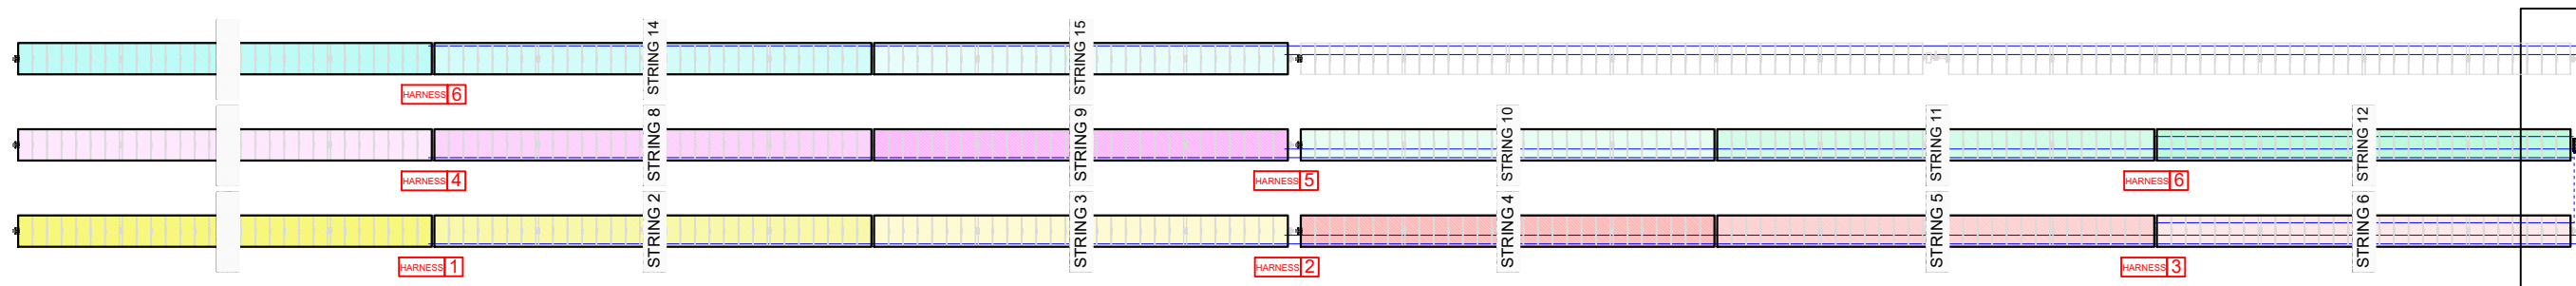 STRING 14
STRING 15
HARNESS 6
STRING 8
STRING 9
STRING 10
STRING 11
STRING 12
HARNESS 4
HARNESS 5
HARNESS 6
STRING 2
STRING 3
STRING 4
STRING 5
STRING 6
HARNESS 1
HARNESS 2
HARNESS 3